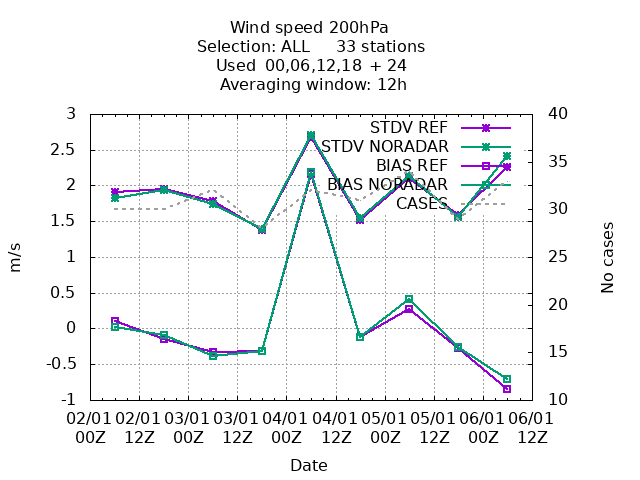 Wind speed 200hPa
Selection: ALL     33 stations
Used  00,06,12,18 + 24
Averaging window: 12h
3
2.5
2
1.5
1
0.5
0
-0.5
-1
40
35
30
25
20
15
10
m/s
No cases
STDV REF
STDV NORADAR
BIAS REF
BIAS NORADAR
CASES
02/01 02/01 03/01 03/01 04/01 04/01 05/01 05/01 06/01 06/01
00Z 12Z 00Z 12Z 00Z 12Z 00Z 12Z 00Z 12Z
Date